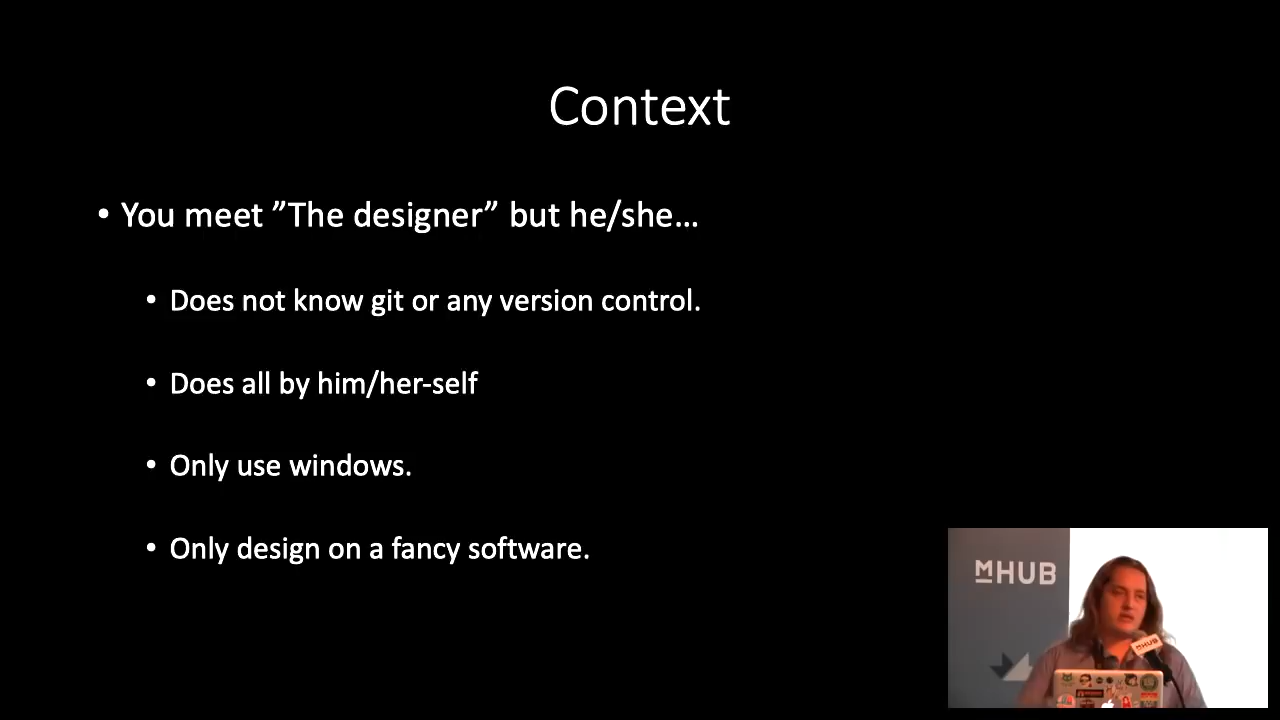 Context
• You meet ”The designer” but he/she…
• Does not know git or any version control.
• Does all by him/her-self
• Only use windows.
• Only design on a fancy software.
MHUB
MHUB